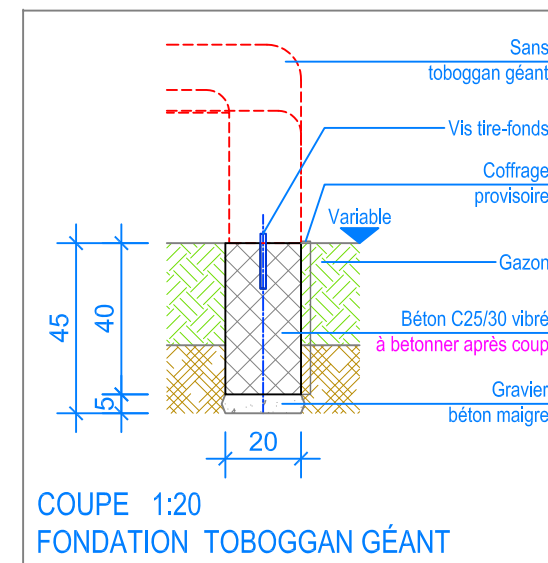 Sans
toboggan géant
Vis tire-fonds
Coffrage
provisoire
Variable
Gazon
45
40
Béton C25/30 vibré
à betonner après coup
5
Gravier
béton maigre
20
COUPE 1:20
FONDATION TOBOGGAN GÉANT